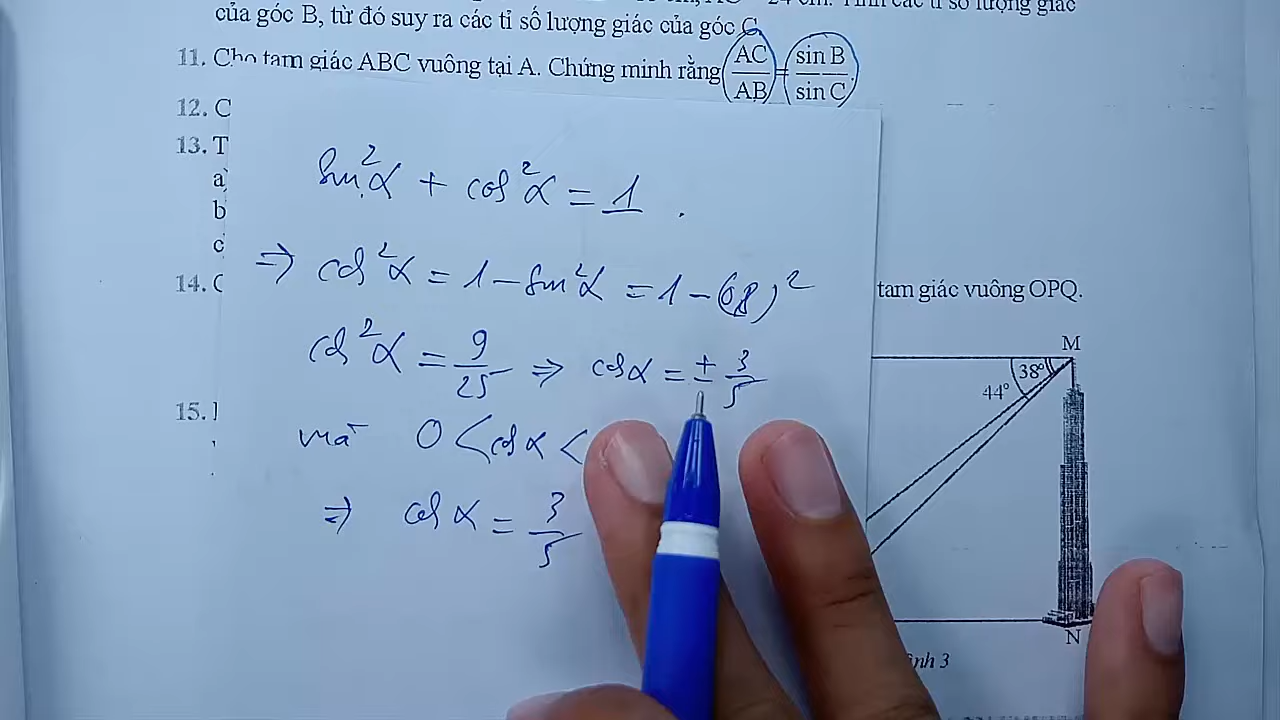 của góc B, từ đó suy ra các tỉ số lượng giác của góc C
11. Cho tam giác ABC vuông tại A. Chứng minh rằng AC/AB = sin B/sin C.
12. C
13. T
a)
b
c
14. C
tam giác vuông OPQ.
15.
sin²α + cos²α = 1.
⇒ cos²α = 1 − sin²α = 1 − (0,8)²
cos²α = 9/25 ⇒ cosα = ± 3/5
mà 0 < cosα <
⇒ cosα = 3/5
M
38°
44°
N
3